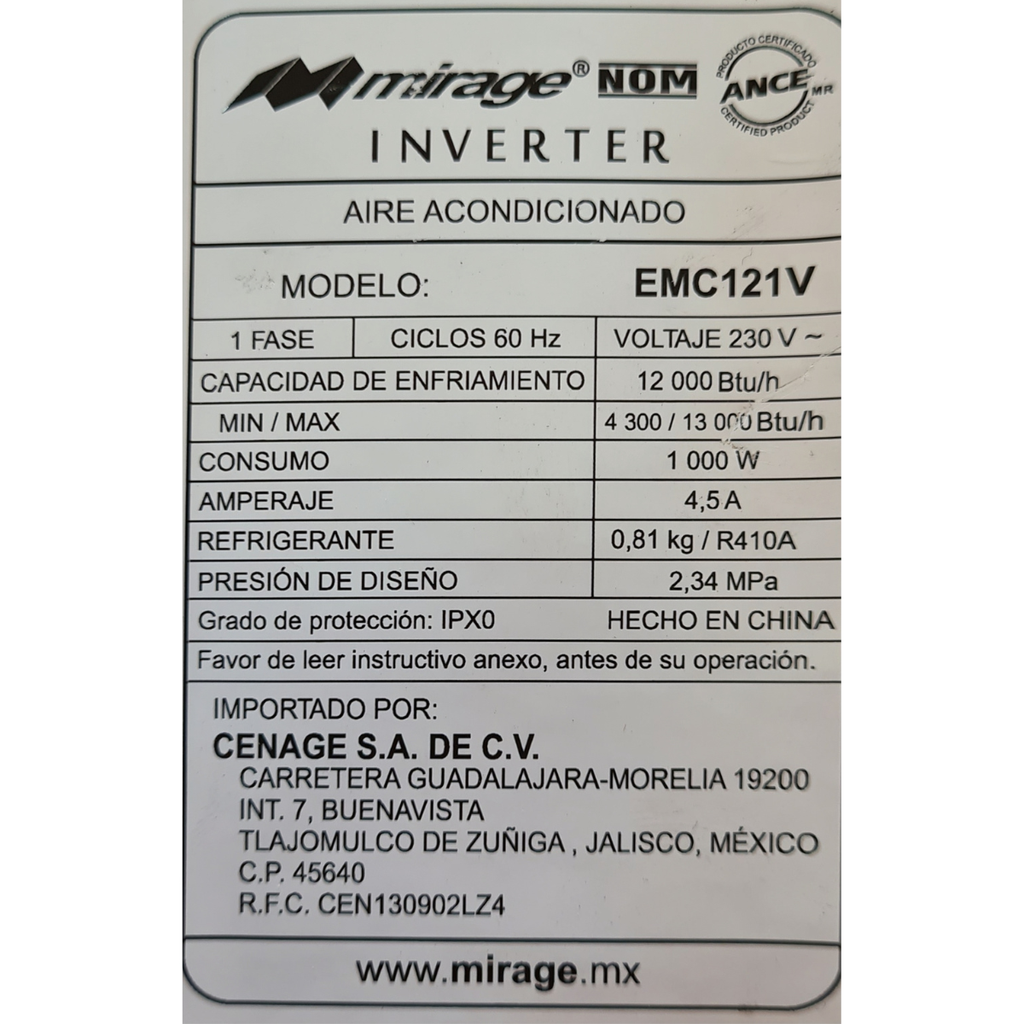 mirage® NOM PRODUCTO CERTIFICADO ANCE MR CERTIFIED PRODUCT
INVERTER
AIRE ACONDICIONADO
MODELO: EMC121V
1 FASE CICLOS 60 Hz VOLTAJE 230 V ~
CAPACIDAD DE ENFRIAMIENTO 12 000 Btu/h
MIN / MAX 4 300 / 13 000 Btu/h
CONSUMO 1 000 W
AMPERAJE 4,5 A
REFRIGERANTE 0,81 kg / R410A
PRESIÓN DE DISEÑO 2,34 MPa
Grado de protección: IPX0 HECHO EN CHINA
Favor de leer instructivo anexo, antes de su operación.
IMPORTADO POR:
CENAGE S.A. DE C.V.
CARRETERA GUADALAJARA-MORELIA 19200
INT. 7, BUENAVISTA
TLAJOMULCO DE ZUÑIGA , JALISCO, MÉXICO
C.P. 45640
R.F.C. CEN130902LZ4
www.mirage.mx